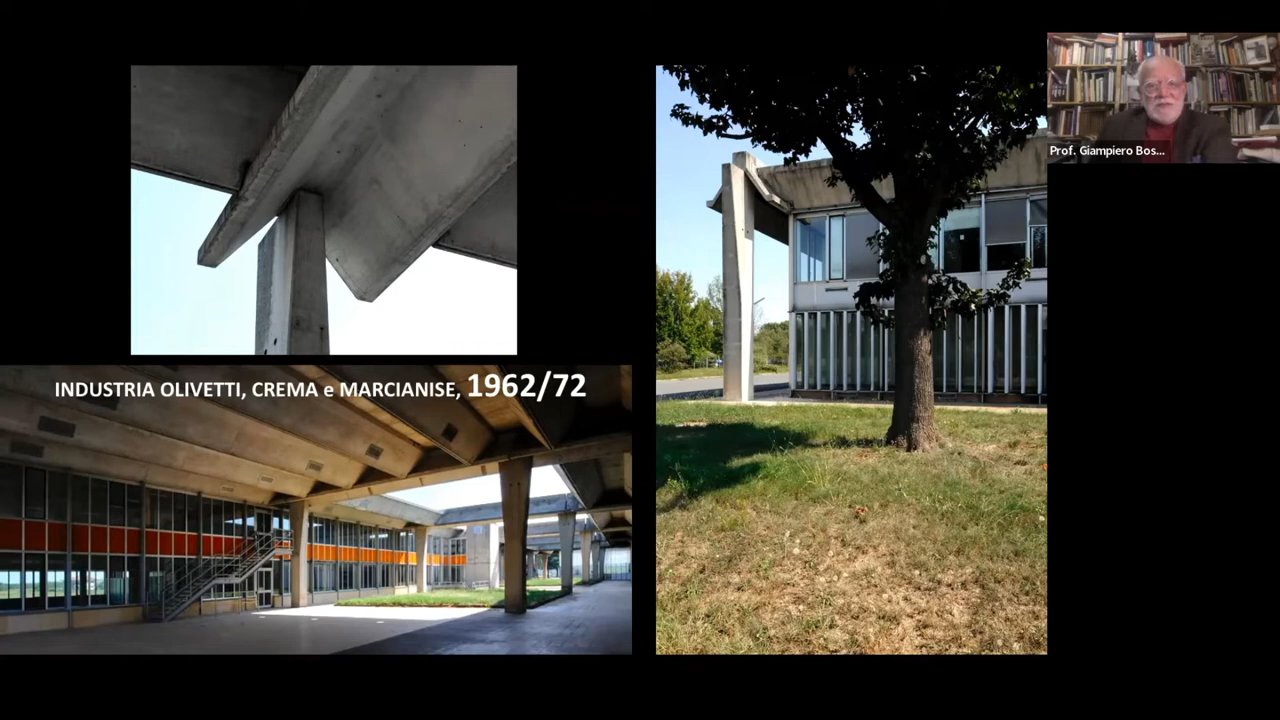 INDUSTRIA OLIVETTI, CREMA e MARCIANISE, 1962/72
Prof. Giampiero Bos...